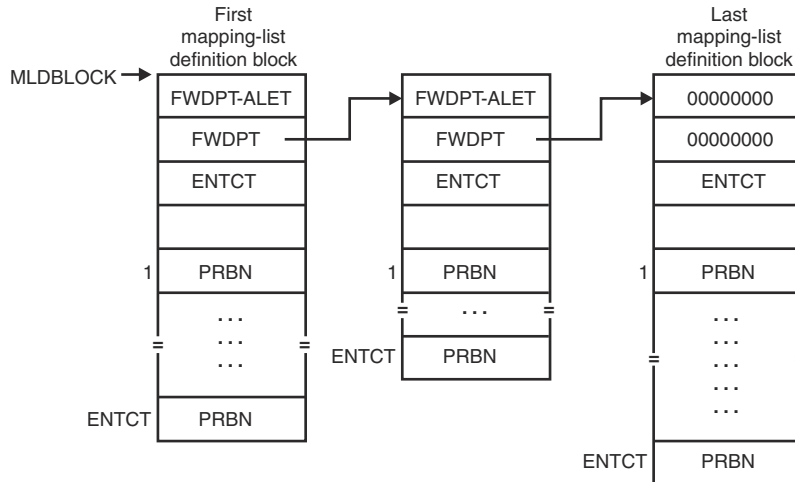 First
mapping-list
definition block
Last
mapping-list
definition block
MLDBLOCK
FWDPT-ALET
FWDPT
ENTCT
1 PRBN
...
...
...
ENTCT PRBN
FWDPT-ALET
FWDPT
ENTCT
1 PRBN
...
ENTCT PRBN
00000000
00000000
ENTCT
1 PRBN
...
...
...
...
...
ENTCT PRBN